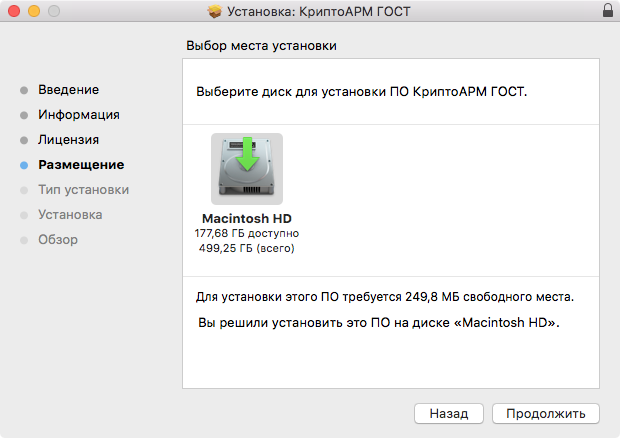 Установка: КриптоАРМ ГОСТ
Выбор места установки
Введение
Информация
Лицензия
Размещение
Тип установки
Установка
Обзор
Выберите диск для установки ПО КриптоАРМ ГОСТ.
Macintosh HD
177,68 ГБ доступно
499,25 ГБ (всего)
Для установки этого ПО требуется 249,8 МБ свободного места.
Вы решили установить это ПО на диске «Macintosh HD».
Назад
Продолжить